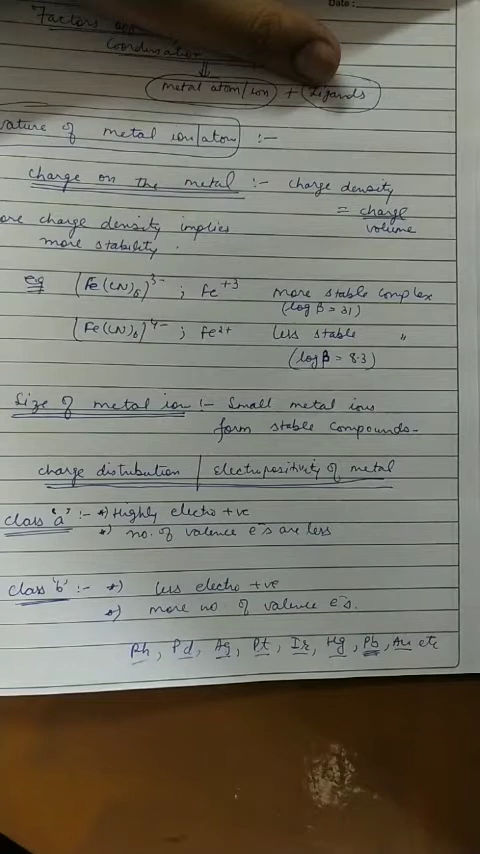 Date :
Factors
Coordination
⇓
metal atom/ion + Ligands
nature of metal ion/atom :-
charge on the metal :- charge density
= charge
volume
ore charge density implies
more stability .
eg [Fe(CN)6]3- ; Fe+3 more stable complex
(log β = 31)
[Fe(CN)6]4- ; Fe2+ less stable "
(log β = 8.3)
Size of metal ion :- Small metal ions
form stable compounds-
charge distribution | electropositivity of metal
class 'a' :- *) Highly electro +ve
*) no. of valence e-s are less
class 'b' :- *) less electro +ve
*) more no. of valence e-s.
Rh , Pd , Ag , Pt , Ir , Hg , Pb , Au etc